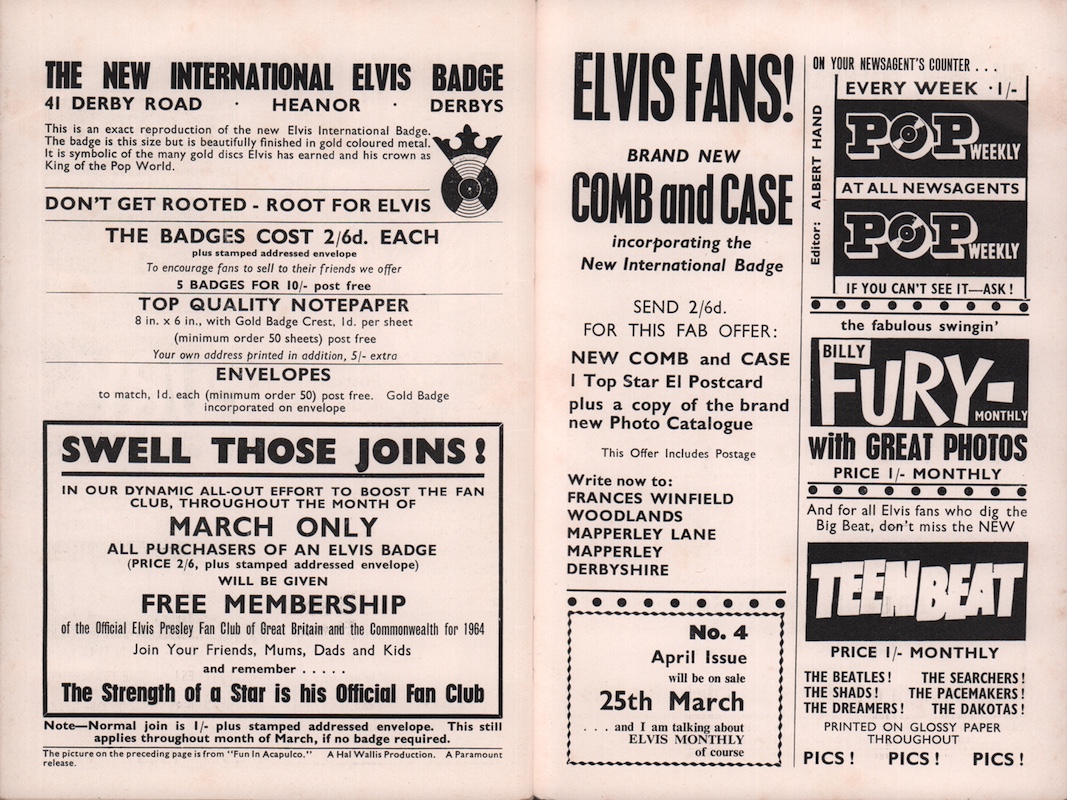 THE NEW INTERNATIONAL ELVIS BADGE
41 DERBY ROAD · HEANOR · DERBYS
This is an exact reproduction of the new Elvis International Badge.
The badge is this size but is beautifully finished in gold coloured metal.
It is symbolic of the many gold discs Elvis has earned and his crown as
King of the Pop World.
DON'T GET ROOTED - ROOT FOR ELVIS
THE BADGES COST 2/6d. EACH
plus stamped addressed envelope
To encourage fans to sell to their friends we offer
5 BADGES FOR 10/- post free
TOP QUALITY NOTEPAPER
8 in. x 6 in., with Gold Badge Crest, 1d. per sheet
(minimum order 50 sheets) post free
Your own address printed in addition, 5/- extra
ENVELOPES
to match, 1d. each (minimum order 50) post free. Gold Badge
incorporated on envelope
SWELL THOSE JOINS!
IN OUR DYNAMIC ALL-OUT EFFORT TO BOOST THE FAN
CLUB, THROUGHOUT THE MONTH OF
MARCH ONLY
ALL PURCHASERS OF AN ELVIS BADGE
(PRICE 2/6, plus stamped addressed envelope)
WILL BE GIVEN
FREE MEMBERSHIP
of the Official Elvis Presley Fan Club of Great Britain and the Commonwealth for 1964
Join Your Friends, Mums, Dads and Kids
and remember . . . . .
The Strength of a Star is his Official Fan Club
Note—Normal join is 1/- plus stamped addressed envelope. This still
applies throughout month of March, if no badge required.
The picture on the preceding page is from "Fun In Acapulco." A Hal Wallis Production. A Paramount
release.
ELVIS FANS!
BRAND NEW
COMB and CASE
incorporating the
New International Badge
SEND 2/6d.
FOR THIS FAB OFFER:
NEW COMB and CASE
1 Top Star El Postcard
plus a copy of the brand
new Photo Catalogue
This Offer Includes Postage
Write now to:
FRANCES WINFIELD
WOODLANDS
MAPPERLEY LANE
MAPPERLEY
DERBYSHIRE
No. 4
April Issue
will be on sale
25th March
. . . and I am talking about
ELVIS MONTHLY
of course
ON YOUR NEWSAGENT'S COUNTER . . .
Editor: ALBERT HAND
EVERY WEEK · 1/-
POP WEEKLY
AT ALL NEWSAGENTS
POP WEEKLY
IF YOU CAN'T SEE IT—ASK!
the fabulous swingin'
BILLY
FURY-
MONTHLY
with GREAT PHOTOS
PRICE 1/- MONTHLY
And for all Elvis fans who dig the
Big Beat, don't miss the NEW
TEEN BEAT
PRICE 1/- MONTHLY
THE BEATLES! THE SEARCHERS!
THE SHADS! THE PACEMAKERS!
THE DREAMERS! THE DAKOTAS!
PRINTED ON GLOSSY PAPER
THROUGHOUT
PICS! PICS! PICS!